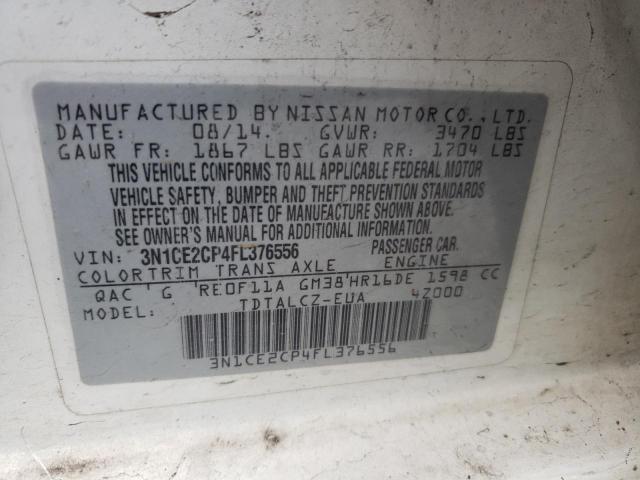 MANUFACTURED BY NISSAN MOTOR CO., LTD.
DATE: 08/14 GVWR: 3470 LBS
GAWR FR: 1867 LBS GAWR RR: 1704 LBS
THIS VEHICLE CONFORMS TO ALL APPLICABLE FEDERAL MOTOR
VEHICLE SAFETY, BUMPER AND THEFT PREVENTION STANDARDS
IN EFFECT ON THE DATE OF MANUFACTURE SHOWN ABOVE.
SEE OWNER'S MANUAL FOR ADDITIONAL INFORMATION.
VIN: 3N1CE2CP4FL376556 PASSENGER CAR.
COLOR TRIM TRANS AXLE ENGINE
QAC G RE0F11A GM38 HR16DE 1598 CC
TDTALCZ-EUA 4Z000
3N1CE2CP4FL376556